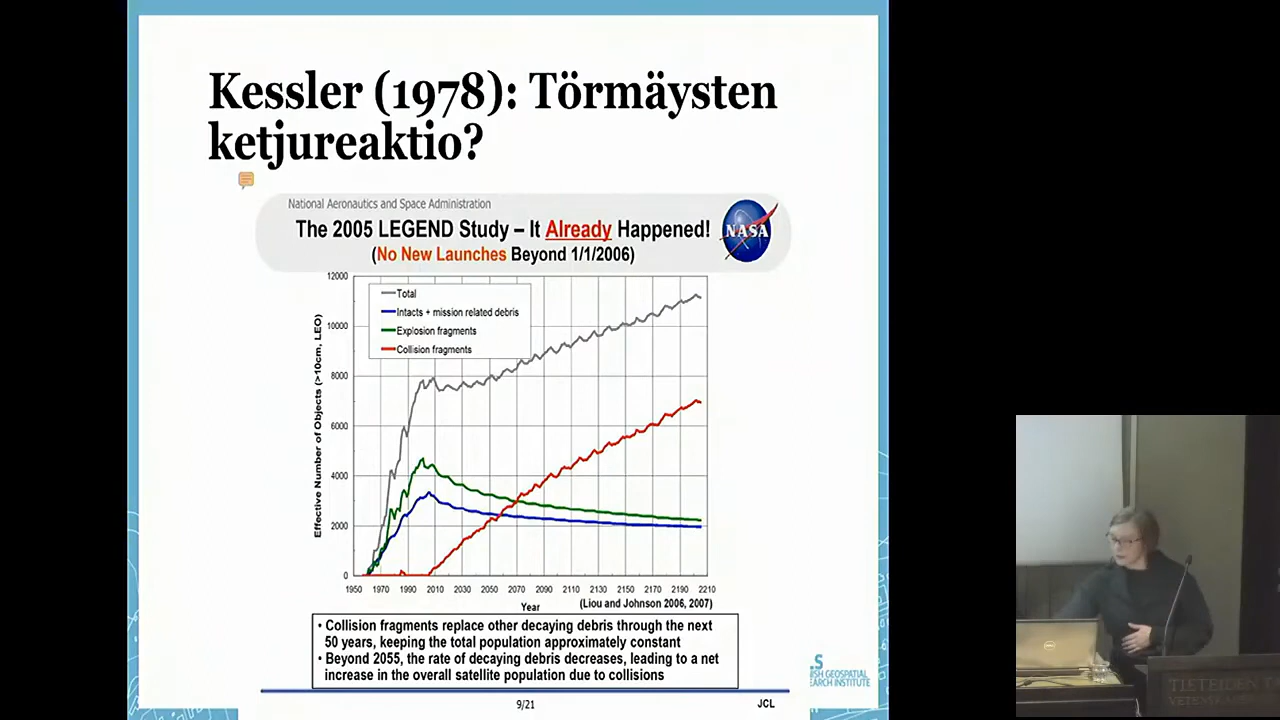 Kessler (1978): Törmäysten
ketjureaktio?
National Aeronautics and Space Administration
The 2005 LEGEND Study – It Already Happened!
(No New Launches Beyond 1/1/2006)
NASA
12000
10000
8000
6000
4000
2000
0
Effective Number of Objects (>10cm, LEO)
Total
Intacts + mission related debris
Explosion fragments
Collision fragments
1950 1970 1990 2010 2030 2050 2070 2090 2110 2130 2150 2170 2190 2210
Year
(Liou and Johnson 2006, 2007)
• Collision fragments replace other decaying debris through the next
50 years, keeping the total population approximately constant
• Beyond 2055, the rate of decaying debris decreases, leading to a net
increase in the overall satellite population due to collisions
9/21
JCL
GEOSPATIAL
INSTITUTE
TIETEIDEN